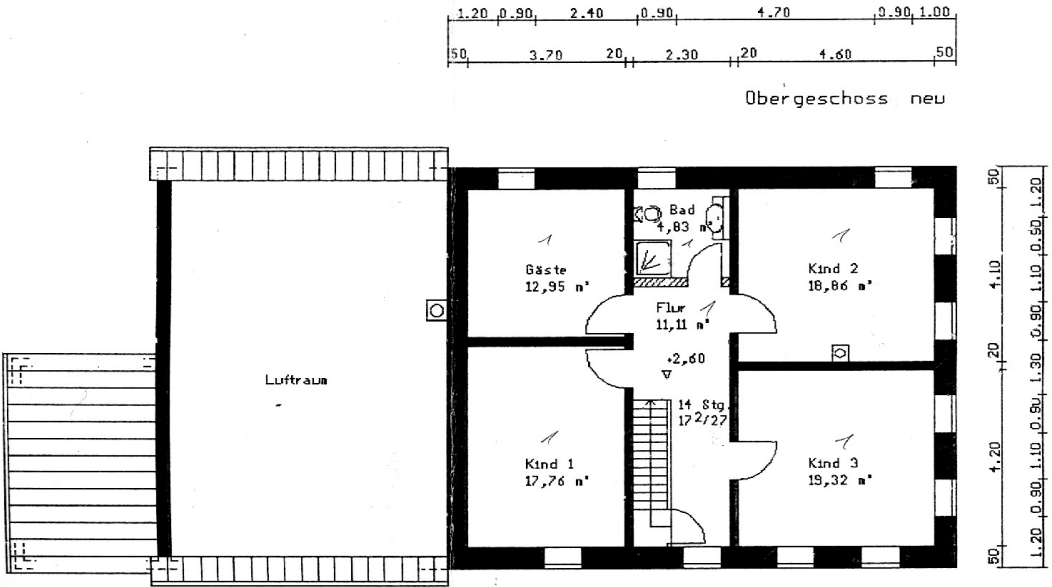 1.20 0.90 2.40 0.90 4.70 0.90 1.00
50 3.70 20 2.30 20 4.60 50
Obergeschoss neu
Bad
4,83 m²
Gäste
12,95 m²
Kind 2
18,86 m²
Flur
11,11 m²
+2,60
Luftraum
14 Stg.
17²/27
Kind 1
17,76 m²
Kind 3
19,32 m²
50 4.10 20 4.20 50
1.20 0.90 1.10 0.90 1.30 0.90 1.10 0.90 1.20